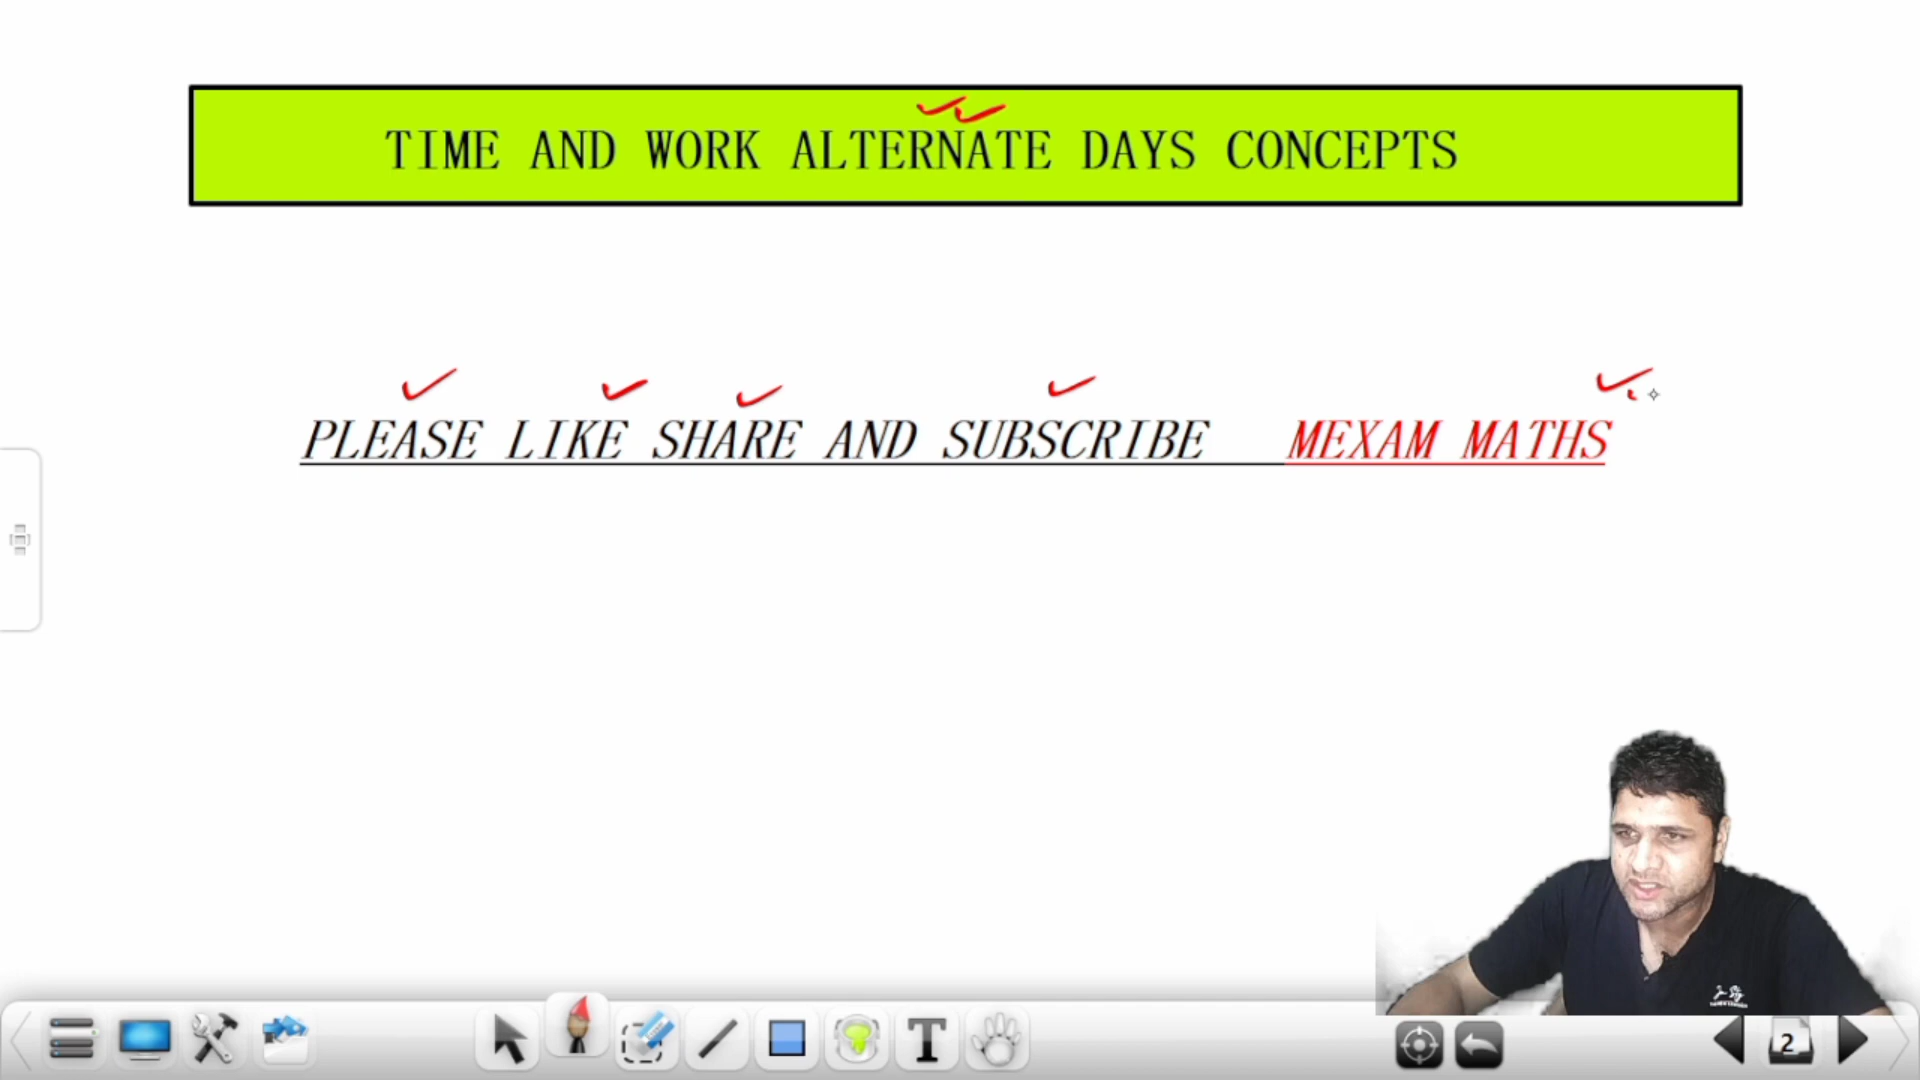 TIME AND WORK ALTERNATE DAYS CONCEPTS
PLEASE LIKE SHARE AND SUBSCRIBE MEXAM MATHS
T
2